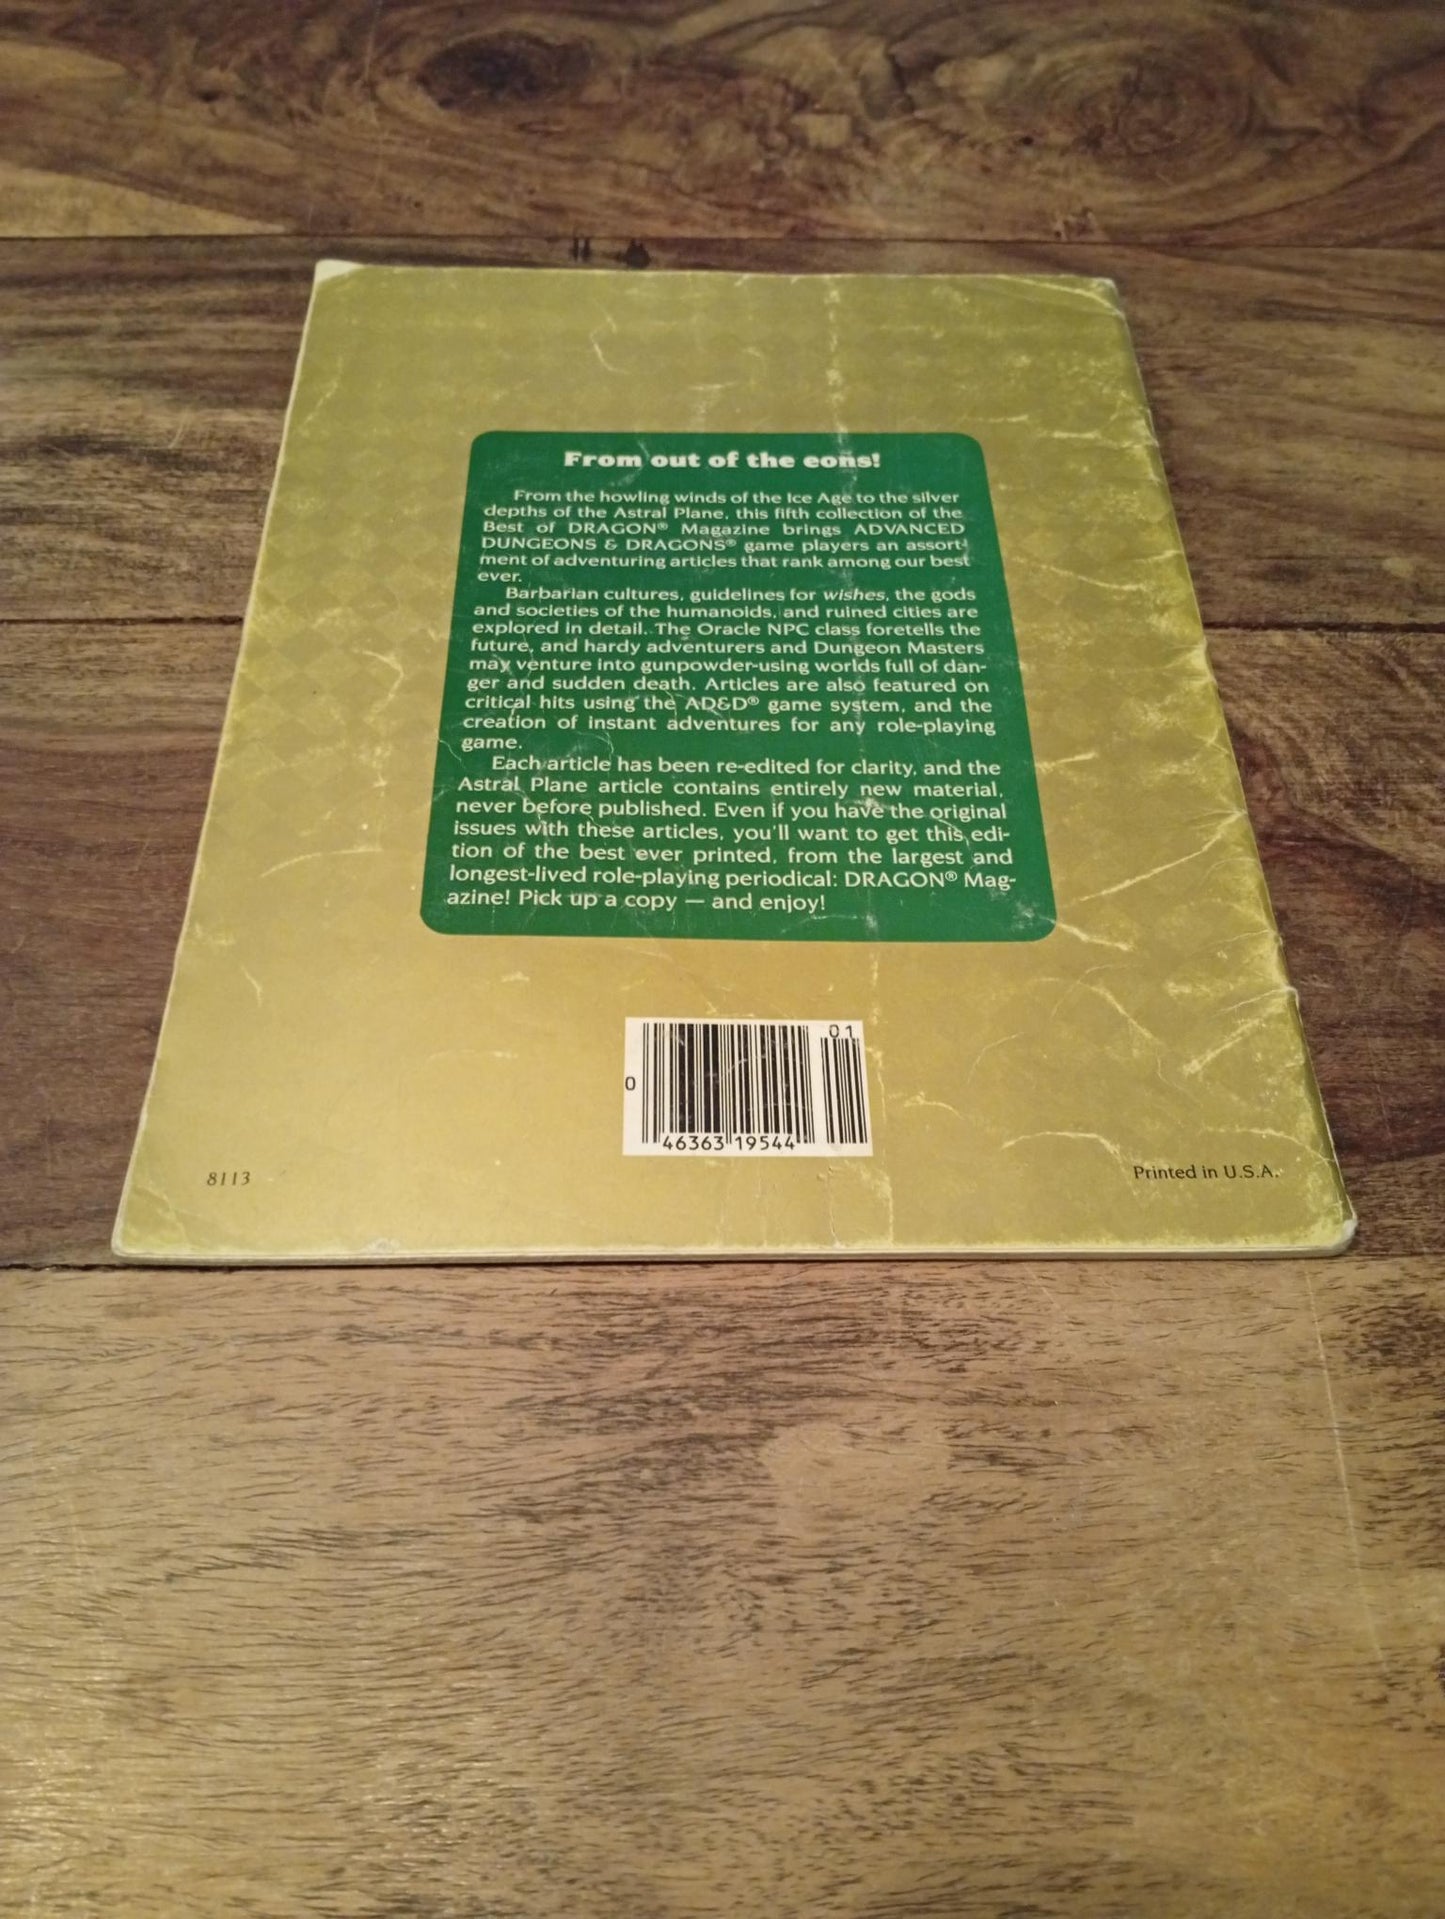 From out of the eons!
From the howling winds of the Ice Age to the silver
depths of the Astral Plane, this fifth collection of the
Best of DRAGON® Magazine brings ADVANCED
DUNGEONS & DRAGONS® game players an assort-
ment of adventuring articles that rank among our best
ever.
Barbarian cultures, guidelines for wishes, the gods
and societies of the humanoids, and ruined cities are
explored in detail. The Oracle NPC class foretells the
future, and hardy adventurers and Dungeon Masters
may venture into gunpowder-using worlds full of dan-
ger and sudden death. Articles are also featured on
critical hits using the AD&D® game system, and the
creation of instant adventures for any role-playing
game.
Each article has been re-edited for clarity, and the
Astral Plane article contains entirely new material,
never before published. Even if you have the original
issues with these articles, you'll want to get this edi-
tion of the best ever printed, from the largest and
longest-lived role-playing periodical: DRAGON® Mag-
azine! Pick up a copy — and enjoy!
01
0
46363 19544
8113
Printed in U.S.A.